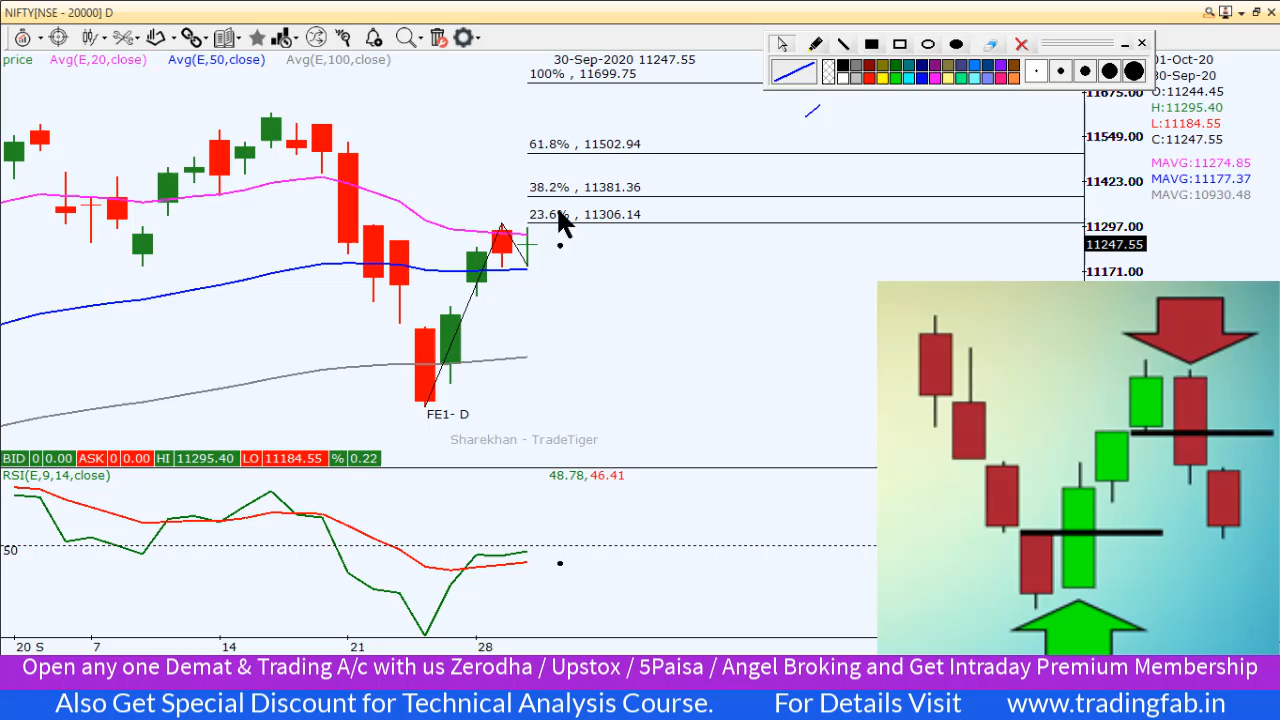 NIFTY[NSE - 20000] D
price Avg(E,20,close) Avg(E,50,close) Avg(E,100,close)
30-Sep-2020 11247.55
100% , 11699.75
61.8% , 11502.94
38.2% , 11381.36
23.6% , 11306.14
01-Oct-20
30-Sep-20
O:11244.45
H:11295.40
L:11184.55
C:11247.55
MAVG:11274.85
MAVG:11177.37
MAVG:10930.48
11675.00
11549.00
11423.00
11297.00
11247.55
11171.00
FE1- D
Sharekhan - TradeTiger
BID 0 0.00 ASK 0 0.00 HI 11295.40 LO 11184.55 % 0.22
RSI(E,9,14,close) 48.78,46.41
50
20 S 7 14 21 28
Open any one Demat & Trading A/c with us Zerodha / Upstox / 5Paisa / Angel Broking and Get Intraday Premium Membership
Also Get Special Discount for Technical Analysis Course. For Details Visit www.tradingfab.in